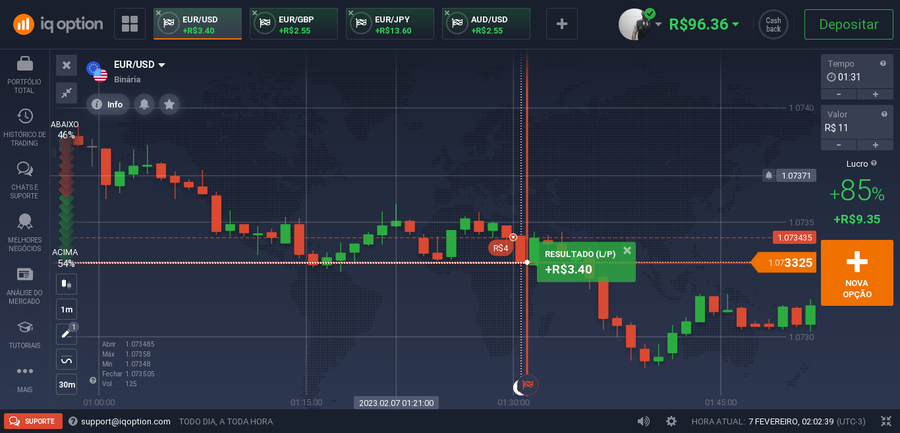 iq option
EUR/USD
+R$3.40
EUR/GBP
+R$2.55
EUR/JPY
+R$13.60
AUD/USD
+R$2.55
R$96.36
Cash
back
Depositar
PORTFÓLIO
TOTAL
HISTÓRICO DE
TRADING
CHATS E
SUPORTE
MELHORES
NEGÓCIOS
ANÁLISE DO
MERCADO
TUTORIAIS
MAIS
EUR/USD
Binária
Info
ABAIXO
46%
ACIMA
54%
1m
1
30m
Abrir 1.073485
Máx 1.07358
Mín 1.07348
Fechar 1.073505
Vol. 125
R$4
RESULTADO (L/P)
+R$3.40
1.0740
1.07371
1.0735
1.073435
1.073325
1.0730
01:00:00
01:15:00
2023.02.07 01:21:00
01:30:00
01:45:00
Tempo
01:31
Valor
R$ 11
Lucro
+85%
+R$9.35
NOVA
OPÇÃO
SUPORTE
support@iqoption.com
TODO DIA, A TODA HORA
HORA ATUAL: 7 FEVEREIRO, 02:02:39 (UTC-3)